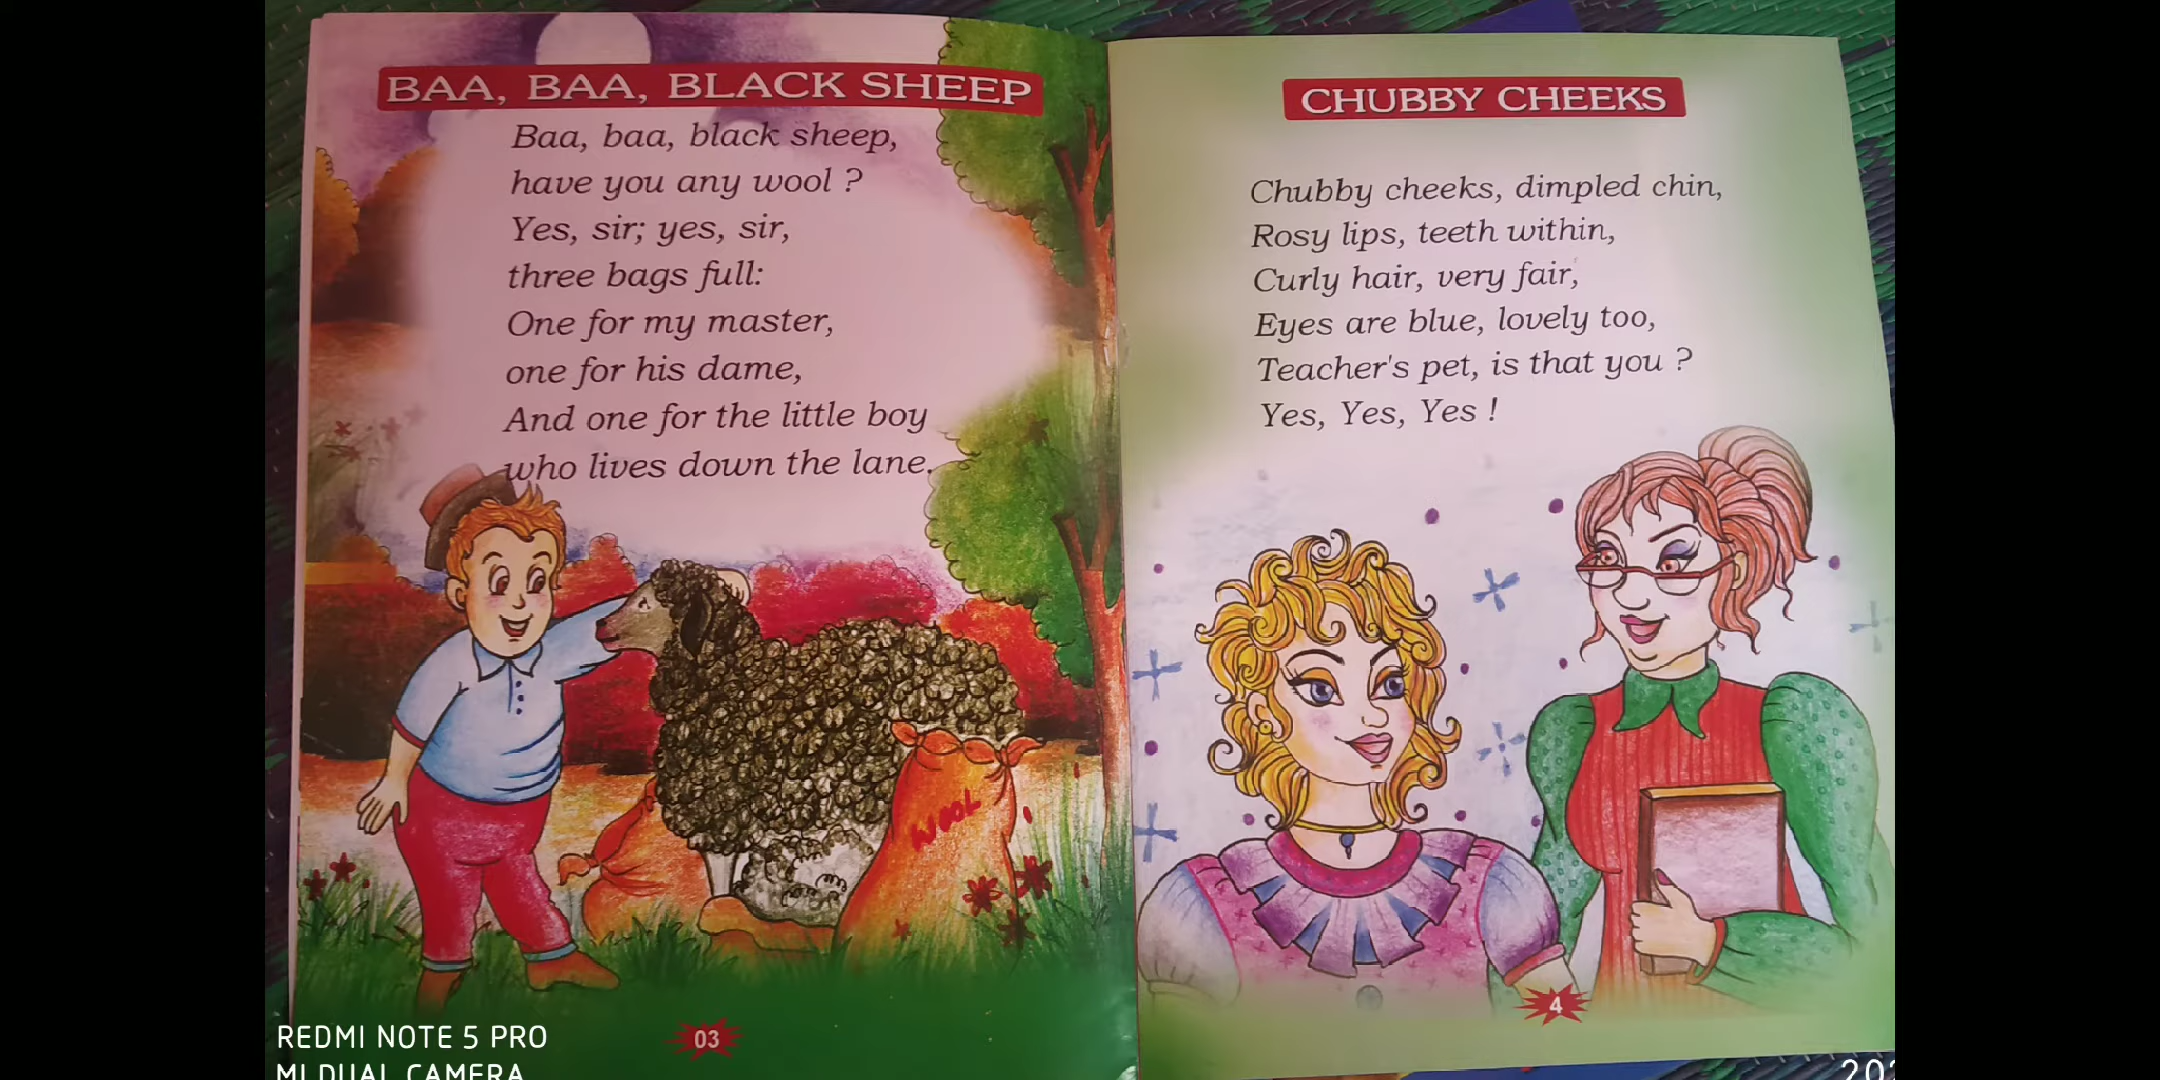 BAA, BAA, BLACK SHEEP
Baa, baa, black sheep,
have you any wool ?
Yes, sir; yes, sir,
three bags full:
One for my master,
one for his dame,
And one for the little boy
who lives down the lane.
WOOL
03
CHUBBY CHEEKS
Chubby cheeks, dimpled chin,
Rosy lips, teeth within,
Curly hair, very fair,
Eyes are blue, lovely too,
Teacher's pet, is that you ?
Yes, Yes, Yes !
4
REDMI NOTE 5 PRO
MI DUAL CAMERA